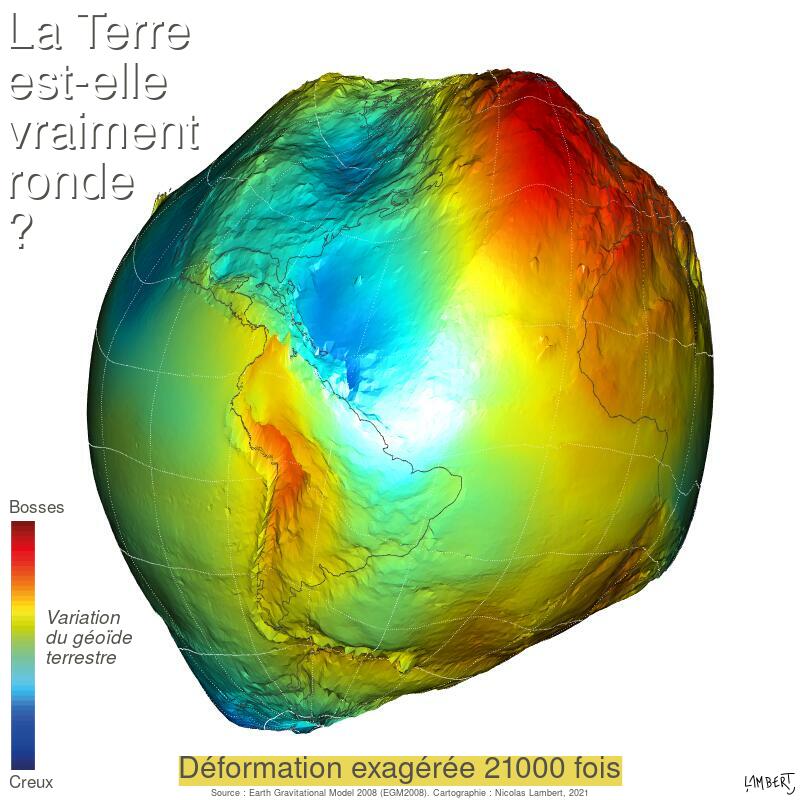 La Terre
est-elle
vraiment
ronde
?
Bosses
Variation
du géoïde
terrestre
Creux
Déformation exagérée 21000 fois
Source : Earth Gravitational Model 2008 (EGM2008). Cartographie : Nicolas Lambert, 2021
LAMBERT